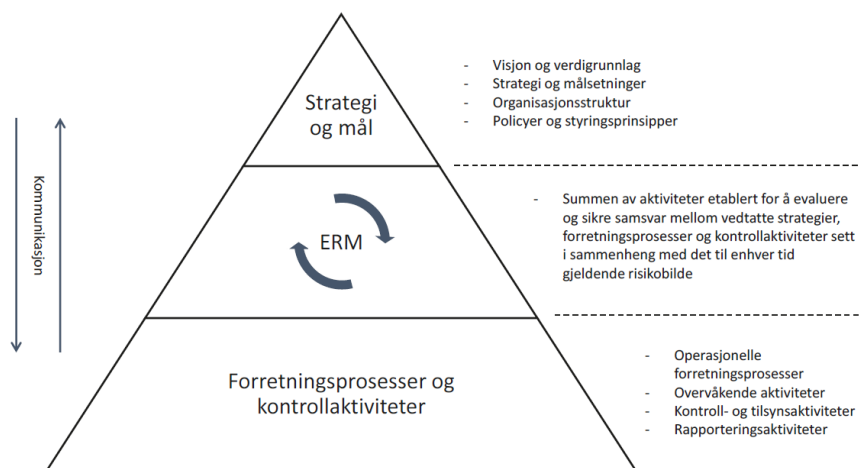 Strategi
og mål
- Visjon og verdigrunnlag
- Strategi og målsetninger
- Organisasjonsstruktur
- Policyer og styringsprinsipper
Kommunikasjon
ERM
- Summen av aktiviteter etablert for å evaluere
og sikre samsvar mellom vedtatte strategier,
forretningsprosesser og kontrollaktiviteter sett
i sammenheng med det til enhver tid
gjeldende risikobilde
Forretningsprosesser og
kontrollaktiviteter
- Operasjonelle
forretningsprosesser
- Overvåkende aktiviteter
- Kontroll- og tilsynsaktiviteter
- Rapporteringsaktiviteter